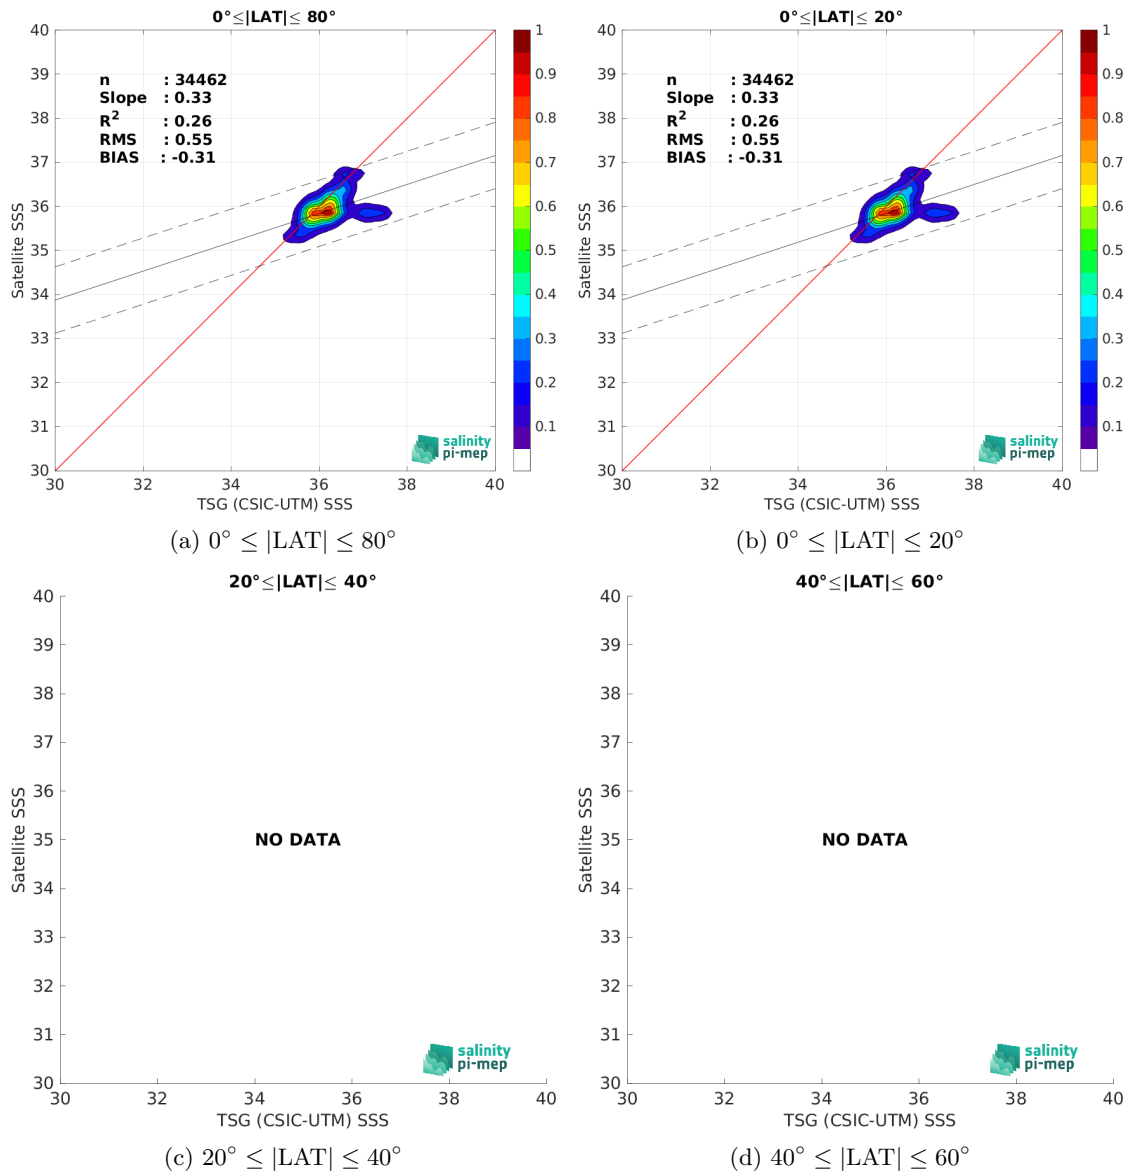 0°≤|LAT|≤ 80°
40
39
38
37
36
35
34
33
32
31
30
Satellite SSS
n : 34462
Slope : 0.33
R² : 0.26
RMS : 0.55
BIAS : -0.31
salinity
pi-mep
30 32 34 36 38 40
TSG (CSIC-UTM) SSS
1
0.9
0.8
0.7
0.6
0.5
0.4
0.3
0.2
0.1
(a) 0° ≤ |LAT| ≤ 80°
0°≤|LAT|≤ 20°
40
39
38
37
36
35
34
33
32
31
30
Satellite SSS
n : 34462
Slope : 0.33
R² : 0.26
RMS : 0.55
BIAS : -0.31
salinity
pi-mep
30 32 34 36 38 40
TSG (CSIC-UTM) SSS
1
0.9
0.8
0.7
0.6
0.5
0.4
0.3
0.2
0.1
(b) 0° ≤ |LAT| ≤ 20°
20°≤|LAT|≤ 40°
40
39
38
37
36
35
34
33
32
31
30
Satellite SSS
NO DATA
salinity
pi-mep
30 32 34 36 38 40
TSG (CSIC-UTM) SSS
(c) 20° ≤ |LAT| ≤ 40°
40°≤|LAT|≤ 60°
40
39
38
37
36
35
34
33
32
31
30
Satellite SSS
NO DATA
salinity
pi-mep
30 32 34 36 38 40
TSG (CSIC-UTM) SSS
(d) 40° ≤ |LAT| ≤ 60°